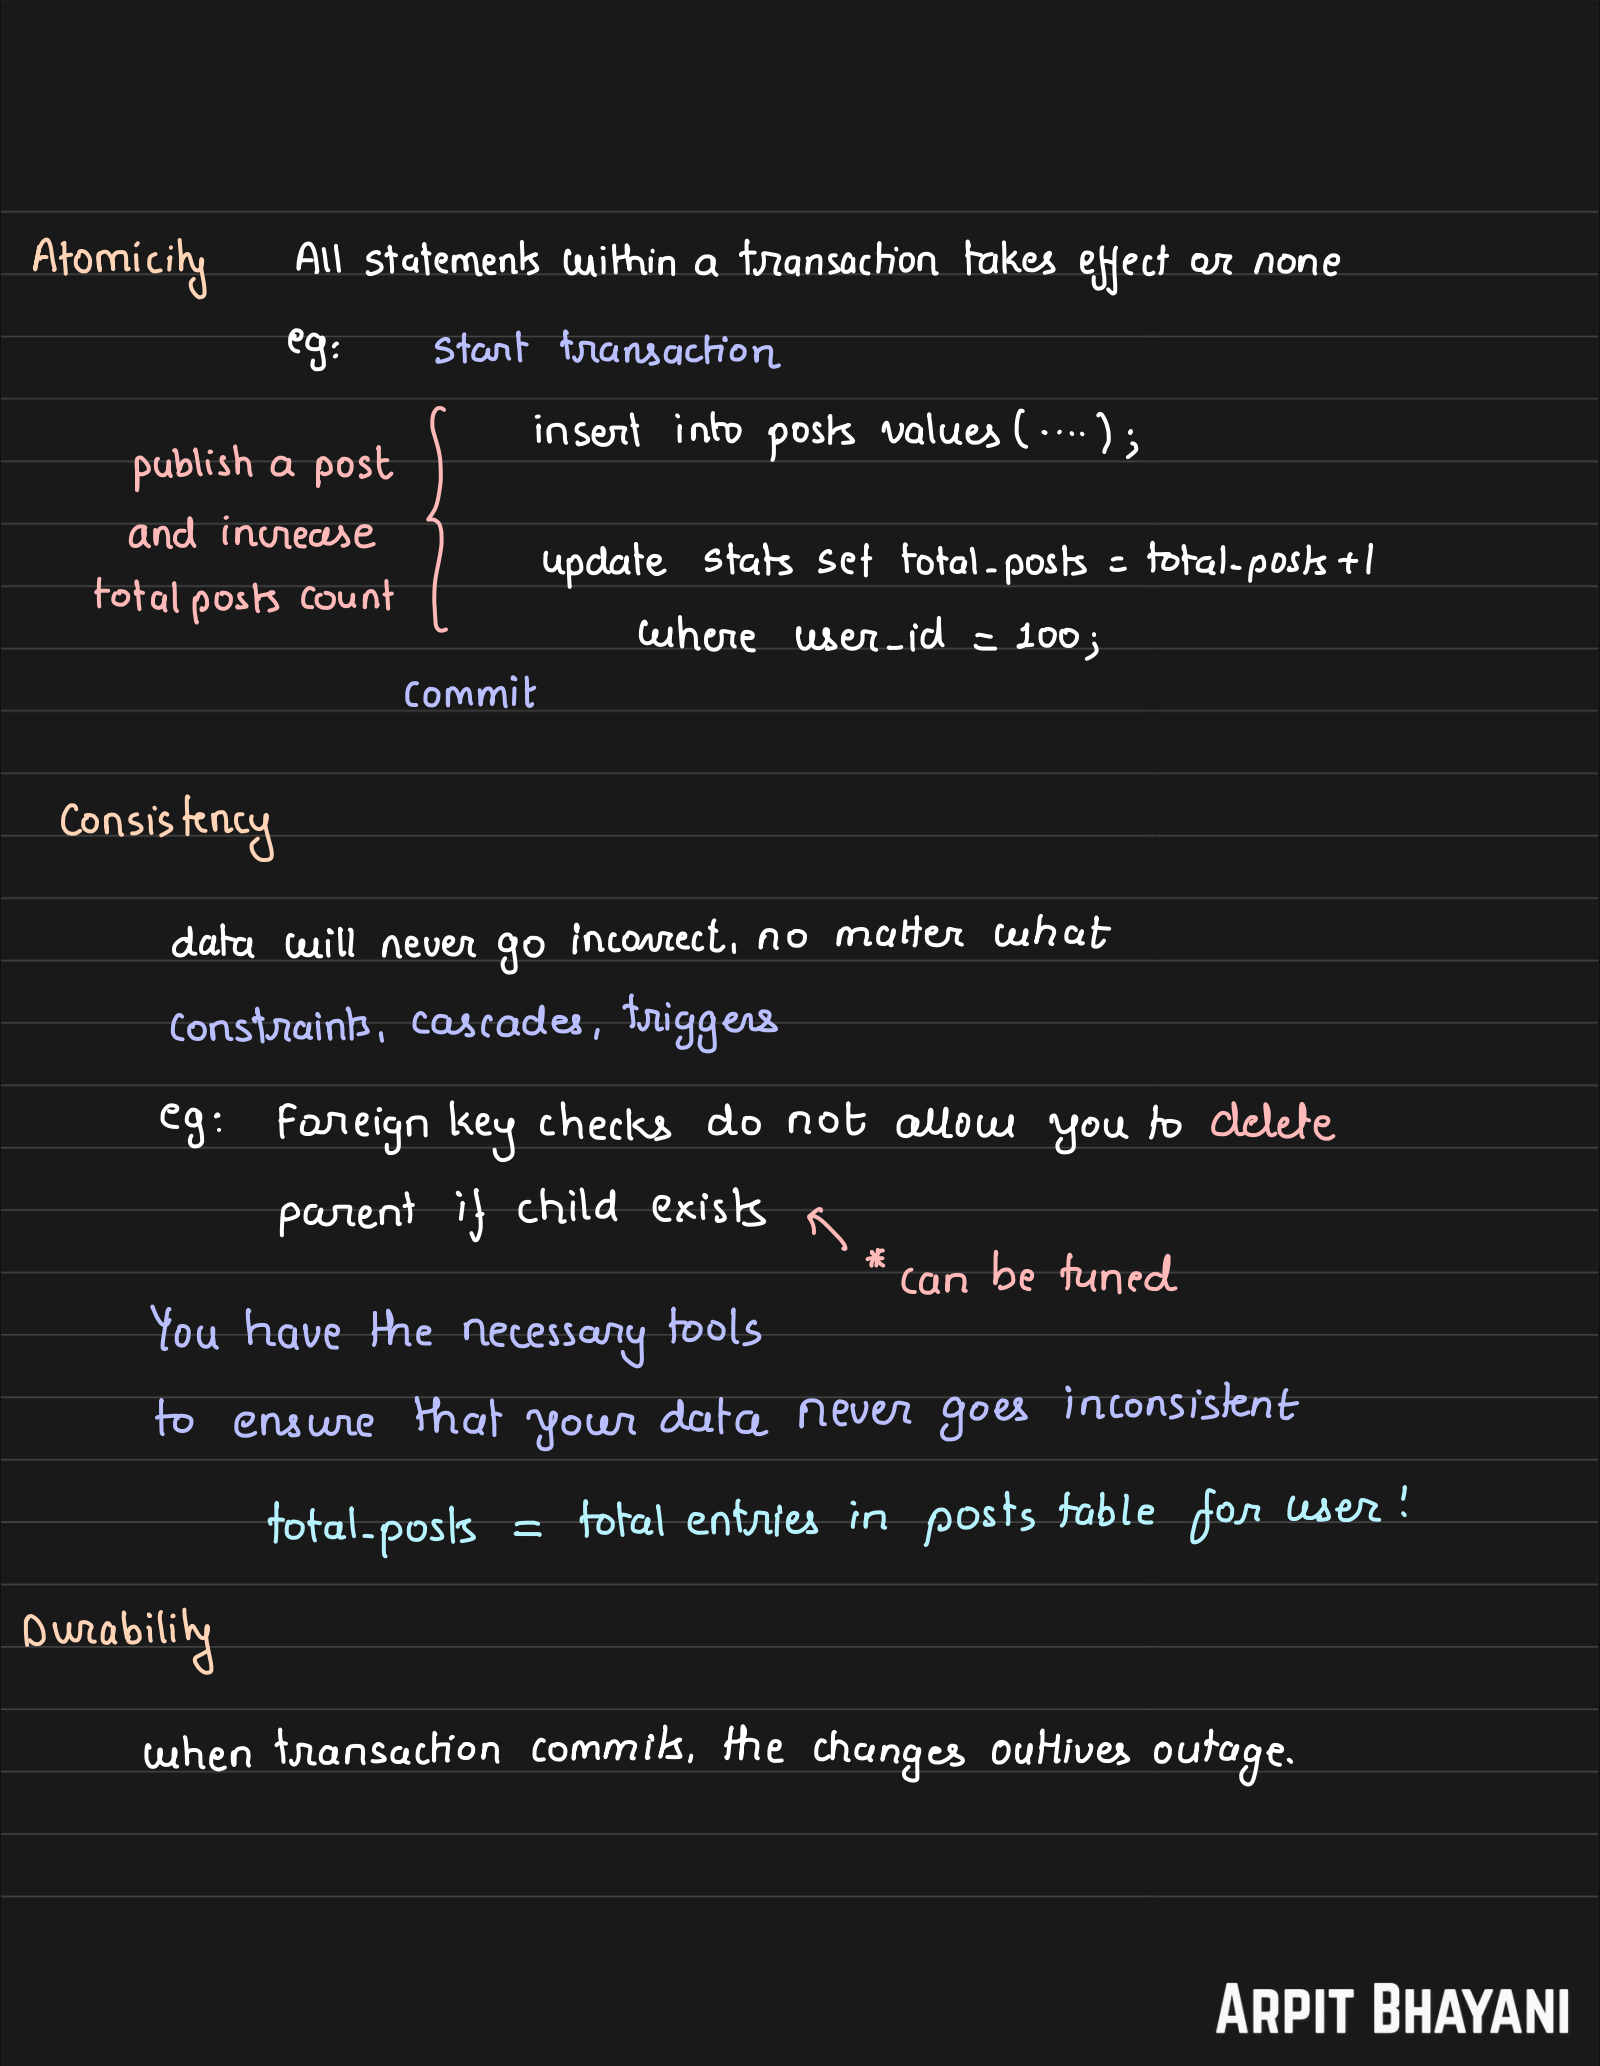 Atomicity All statements within a transaction takes effect or none
eg: start transaction
insert into posts values (....);
publish a post
and increase
total posts count
update stats set total_posts = total_posts + 1
where user_id = 100;
commit
Consistency
data will never go incorrect, no matter what
constraints, cascades, triggers
eg: Foreign key checks do not allow you to delete
parent if child exists
* can be tuned
You have the necessary tools
to ensure that your data never goes inconsistent
total_posts = total entries in posts table for user!
Durability
when transaction commits, the changes outlives outage.
ARPIT BHAYANI